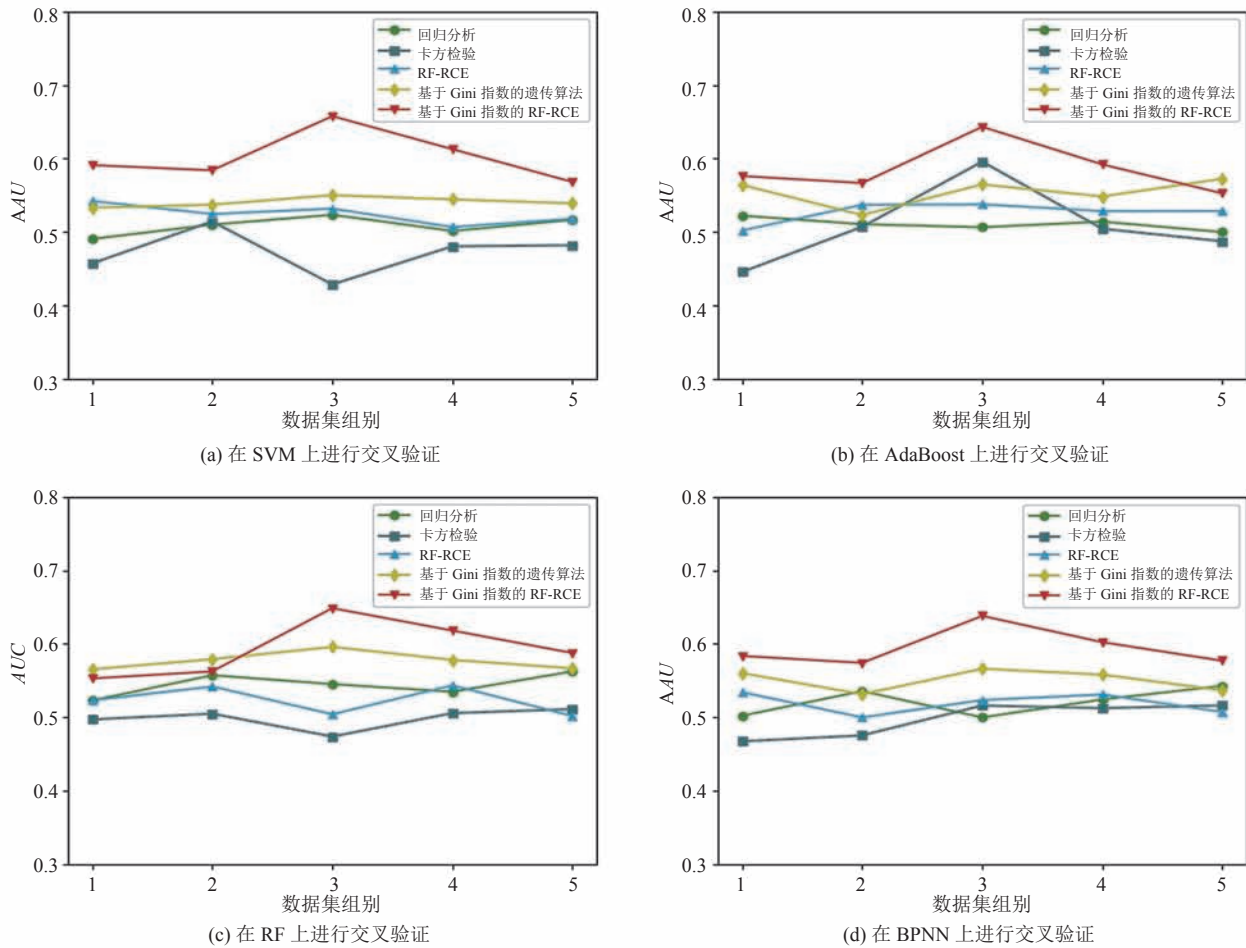 0.8
0.7
0.6
0.5
0.4
0.3
AAU
回归分析
卡方检验
RF-RCE
基于 Gini 指数的遗传算法
基于 Gini 指数的 RF-RCE
1 2 3 4 5
数据集组别
(a) 在 SVM 上进行交叉验证
0.8
0.7
0.6
0.5
0.4
0.3
AAU
回归分析
卡方检验
RF-RCE
基于 Gini 指数的遗传算法
基于 Gini 指数的 RF-RCE
1 2 3 4 5
数据集组别
(b) 在 AdaBoost 上进行交叉验证
0.8
0.7
0.6
0.5
0.4
0.3
AUC
回归分析
卡方检验
RF-RCE
基于 Gini 指数的遗传算法
基于 Gini 指数的 RF-RCE
1 2 3 4 5
数据集组别
(c) 在 RF 上进行交叉验证
0.8
0.7
0.6
0.5
0.4
0.3
AAU
回归分析
卡方检验
RF-RCE
基于 Gini 指数的遗传算法
基于 Gini 指数的 RF-RCE
1 2 3 4 5
数据集组别
(d) 在 BPNN 上进行交叉验证